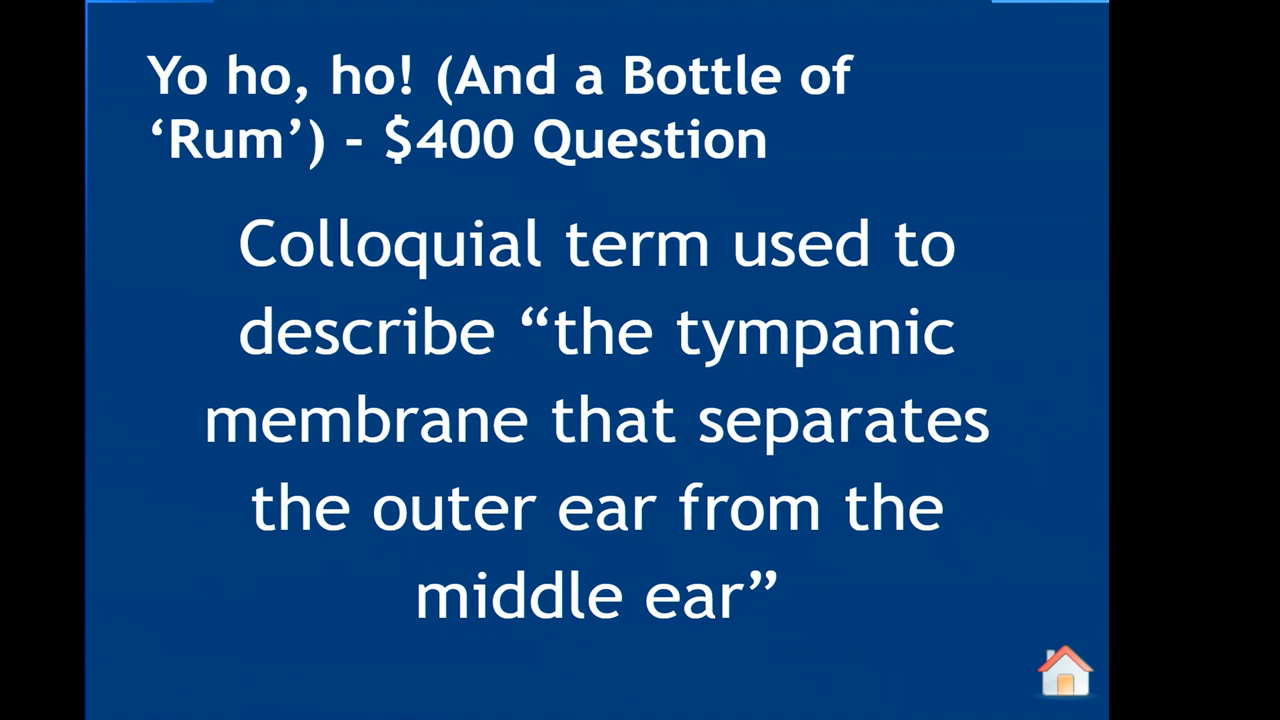 Yo ho, ho! (And a Bottle of
‘Rum’) - $400 Question
Colloquial term used to
describe “the tympanic
membrane that separates
the outer ear from the
middle ear”